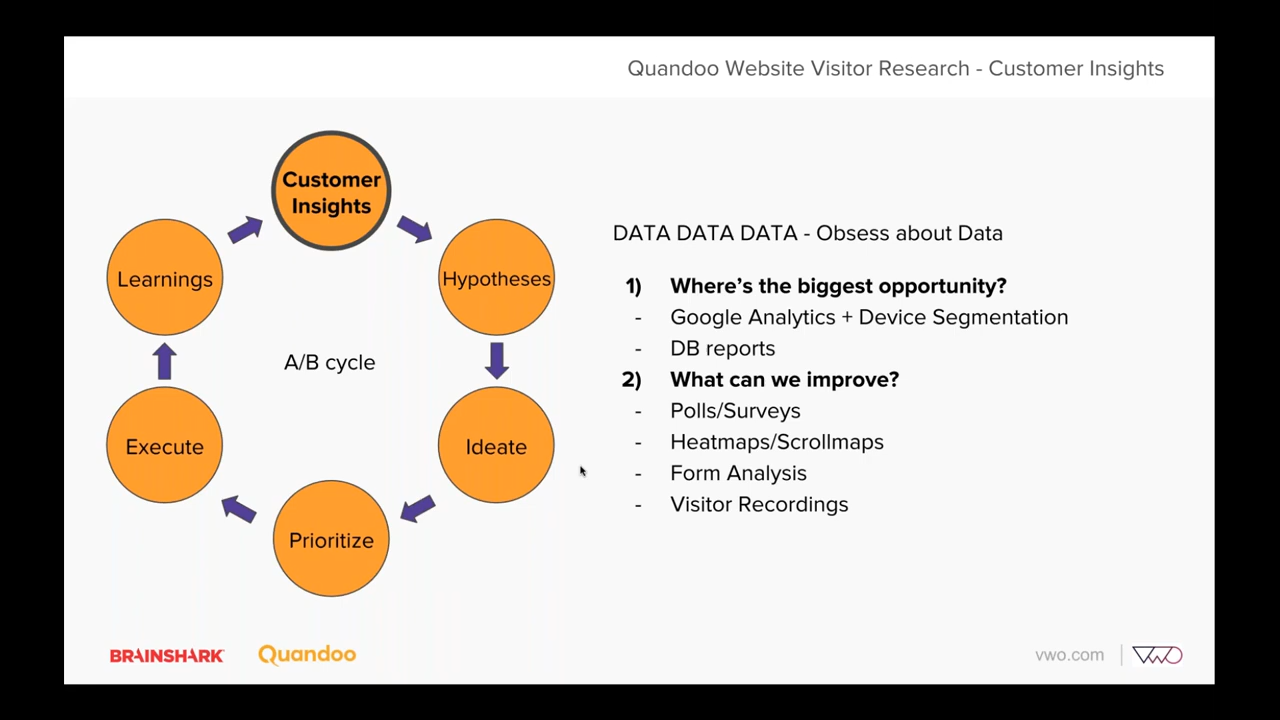 Quandoo Website Visitor Research - Customer Insights
Customer
Insights
Learnings
Hypotheses
A/B cycle
Execute
Ideate
Prioritize
DATA DATA DATA - Obsess about Data
1) Where's the biggest opportunity?
- Google Analytics + Device Segmentation
- DB reports
2) What can we improve?
- Polls/Surveys
- Heatmaps/Scrollmaps
- Form Analysis
- Visitor Recordings
BRAINSHARK
Quandoo
vwo.com
VWO